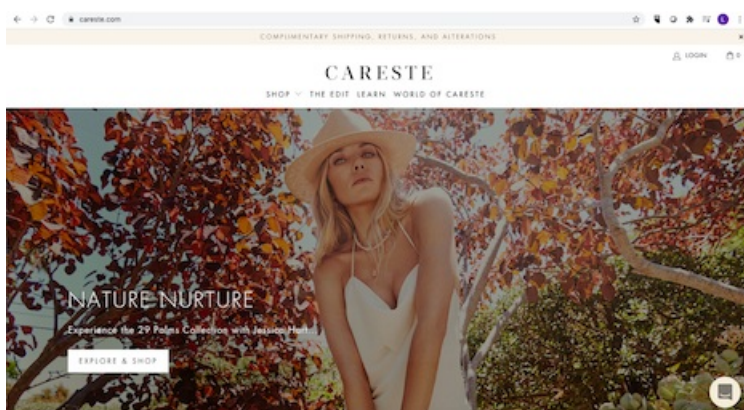 careste.com
COMPLIMENTARY SHIPPING, RETURNS, AND ALTERATIONS
LOGIN 0
CARESTE
SHOP THE EDIT LEARN WORLD OF CARESTE
NATURE NURTURE
Experience the 29 Palms Collection with Jessica Hart...
EXPLORE & SHOP